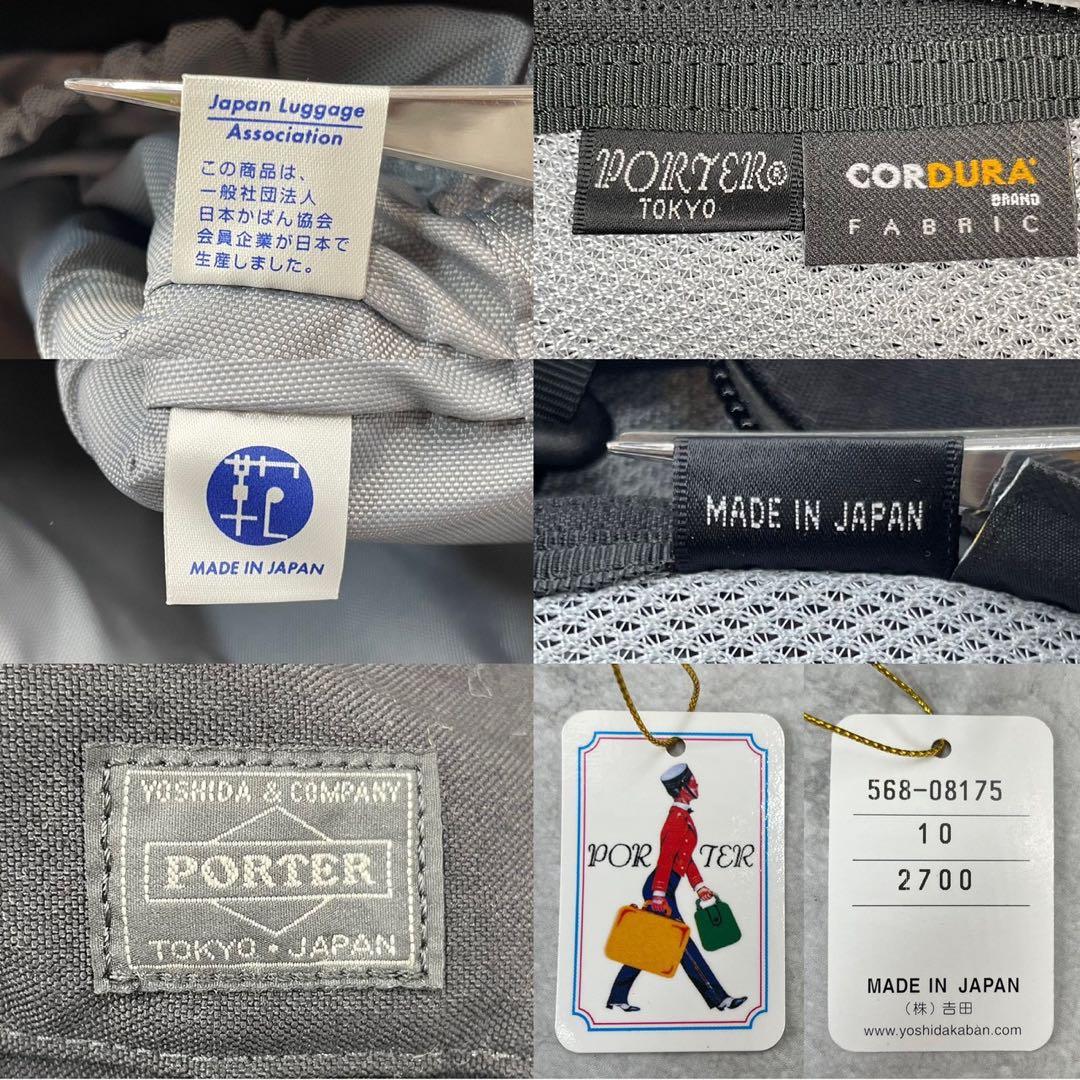 Japan Luggage
Association
この商品は、
一般社団法人
日本かばん協会
会員企業が日本で
生産しました。
PORTER®
TOKYO
CORDURA®
BRAND
FABRIC
MADE IN JAPAN
MADE IN JAPAN
YOSHIDA & COMPANY
PORTER
TOKYO・JAPAN
PORTER
568-08175
10
2700
MADE IN JAPAN
(株)吉田
www.yoshidakaban.com